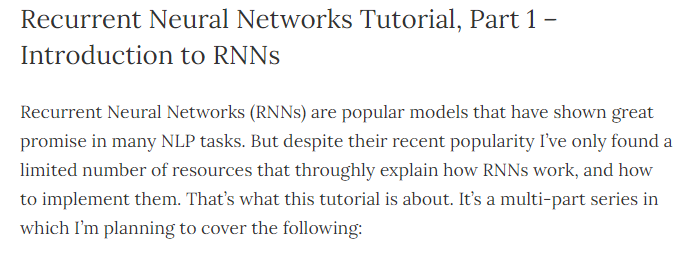 Recurrent Neural Networks Tutorial, Part 1 –
Introduction to RNNs
Recurrent Neural Networks (RNNs) are popular models that have shown great
promise in many NLP tasks. But despite their recent popularity I’ve only found a
limited number of resources that throughly explain how RNNs work, and how
to implement them. That’s what this tutorial is about. It’s a multi-part series in
which I’m planning to cover the following: